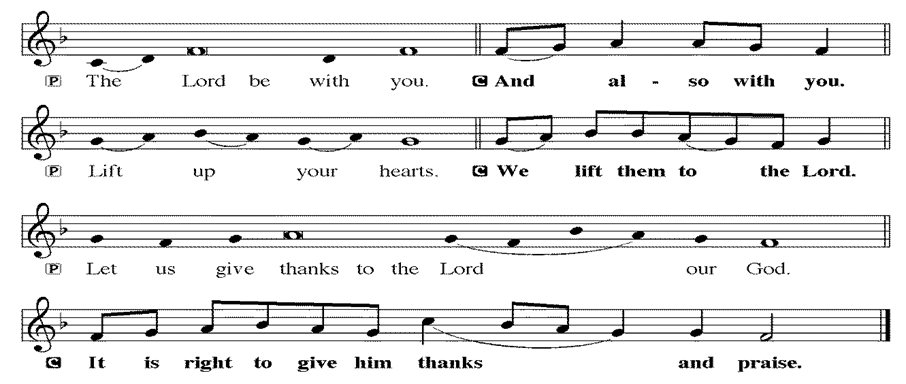 P The Lord be with you. C And al - so with you.
P Lift up your hearts. C We lift them to the Lord.
P Let us give thanks to the Lord our God.
C It is right to give him thanks and praise.